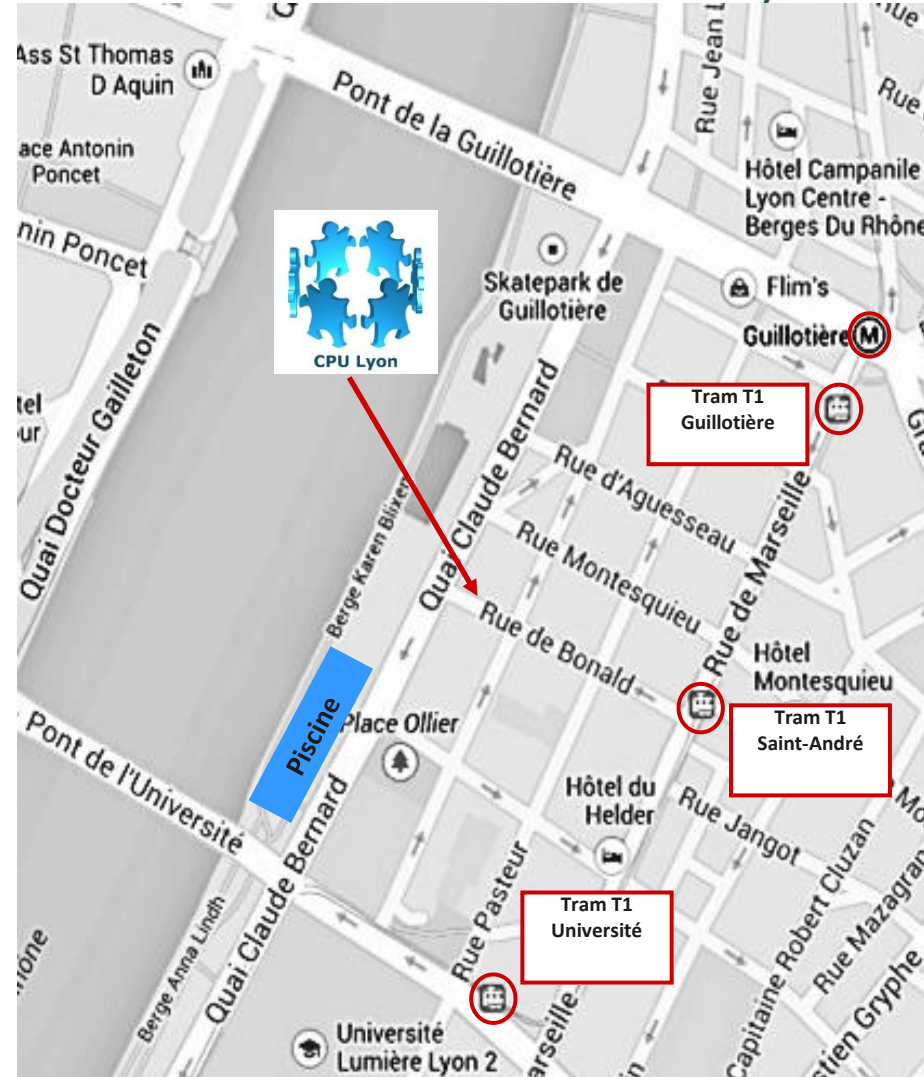 Ass St Thomas
D Aquin
Pont de la Guillotière
Rue Jean
Rue
ace Antonin
Poncet
Hôtel Campanile
Lyon Centre -
Berges Du Rhône
nin Poncet
Skatepark de
Guillotière
Flim's
Guillotière M
CPU Lyon
Tram T1
Guillotière
tel
ur
Quai Docteur Gailleton
Quai Claude Bernard
Rue d'Aguesseau
Berge Karen Blixen
Rue Montesquieu
Rue de Marseille
Rue de Bonald
Hôtel
Montesquieu
Piscine
Place Ollier
Tram T1
Saint-André
Pont de l'Université
Hôtel du
Helder
Rue Jangot
Quai Claude Bernard
Rue Pasteur
Capitaine Robert Cluzan
Rue Mazagran
Tram T1
Université
Berge Anna Lindh
hône
stien Gryphe
Université
Lumière Lyon 2
arseille